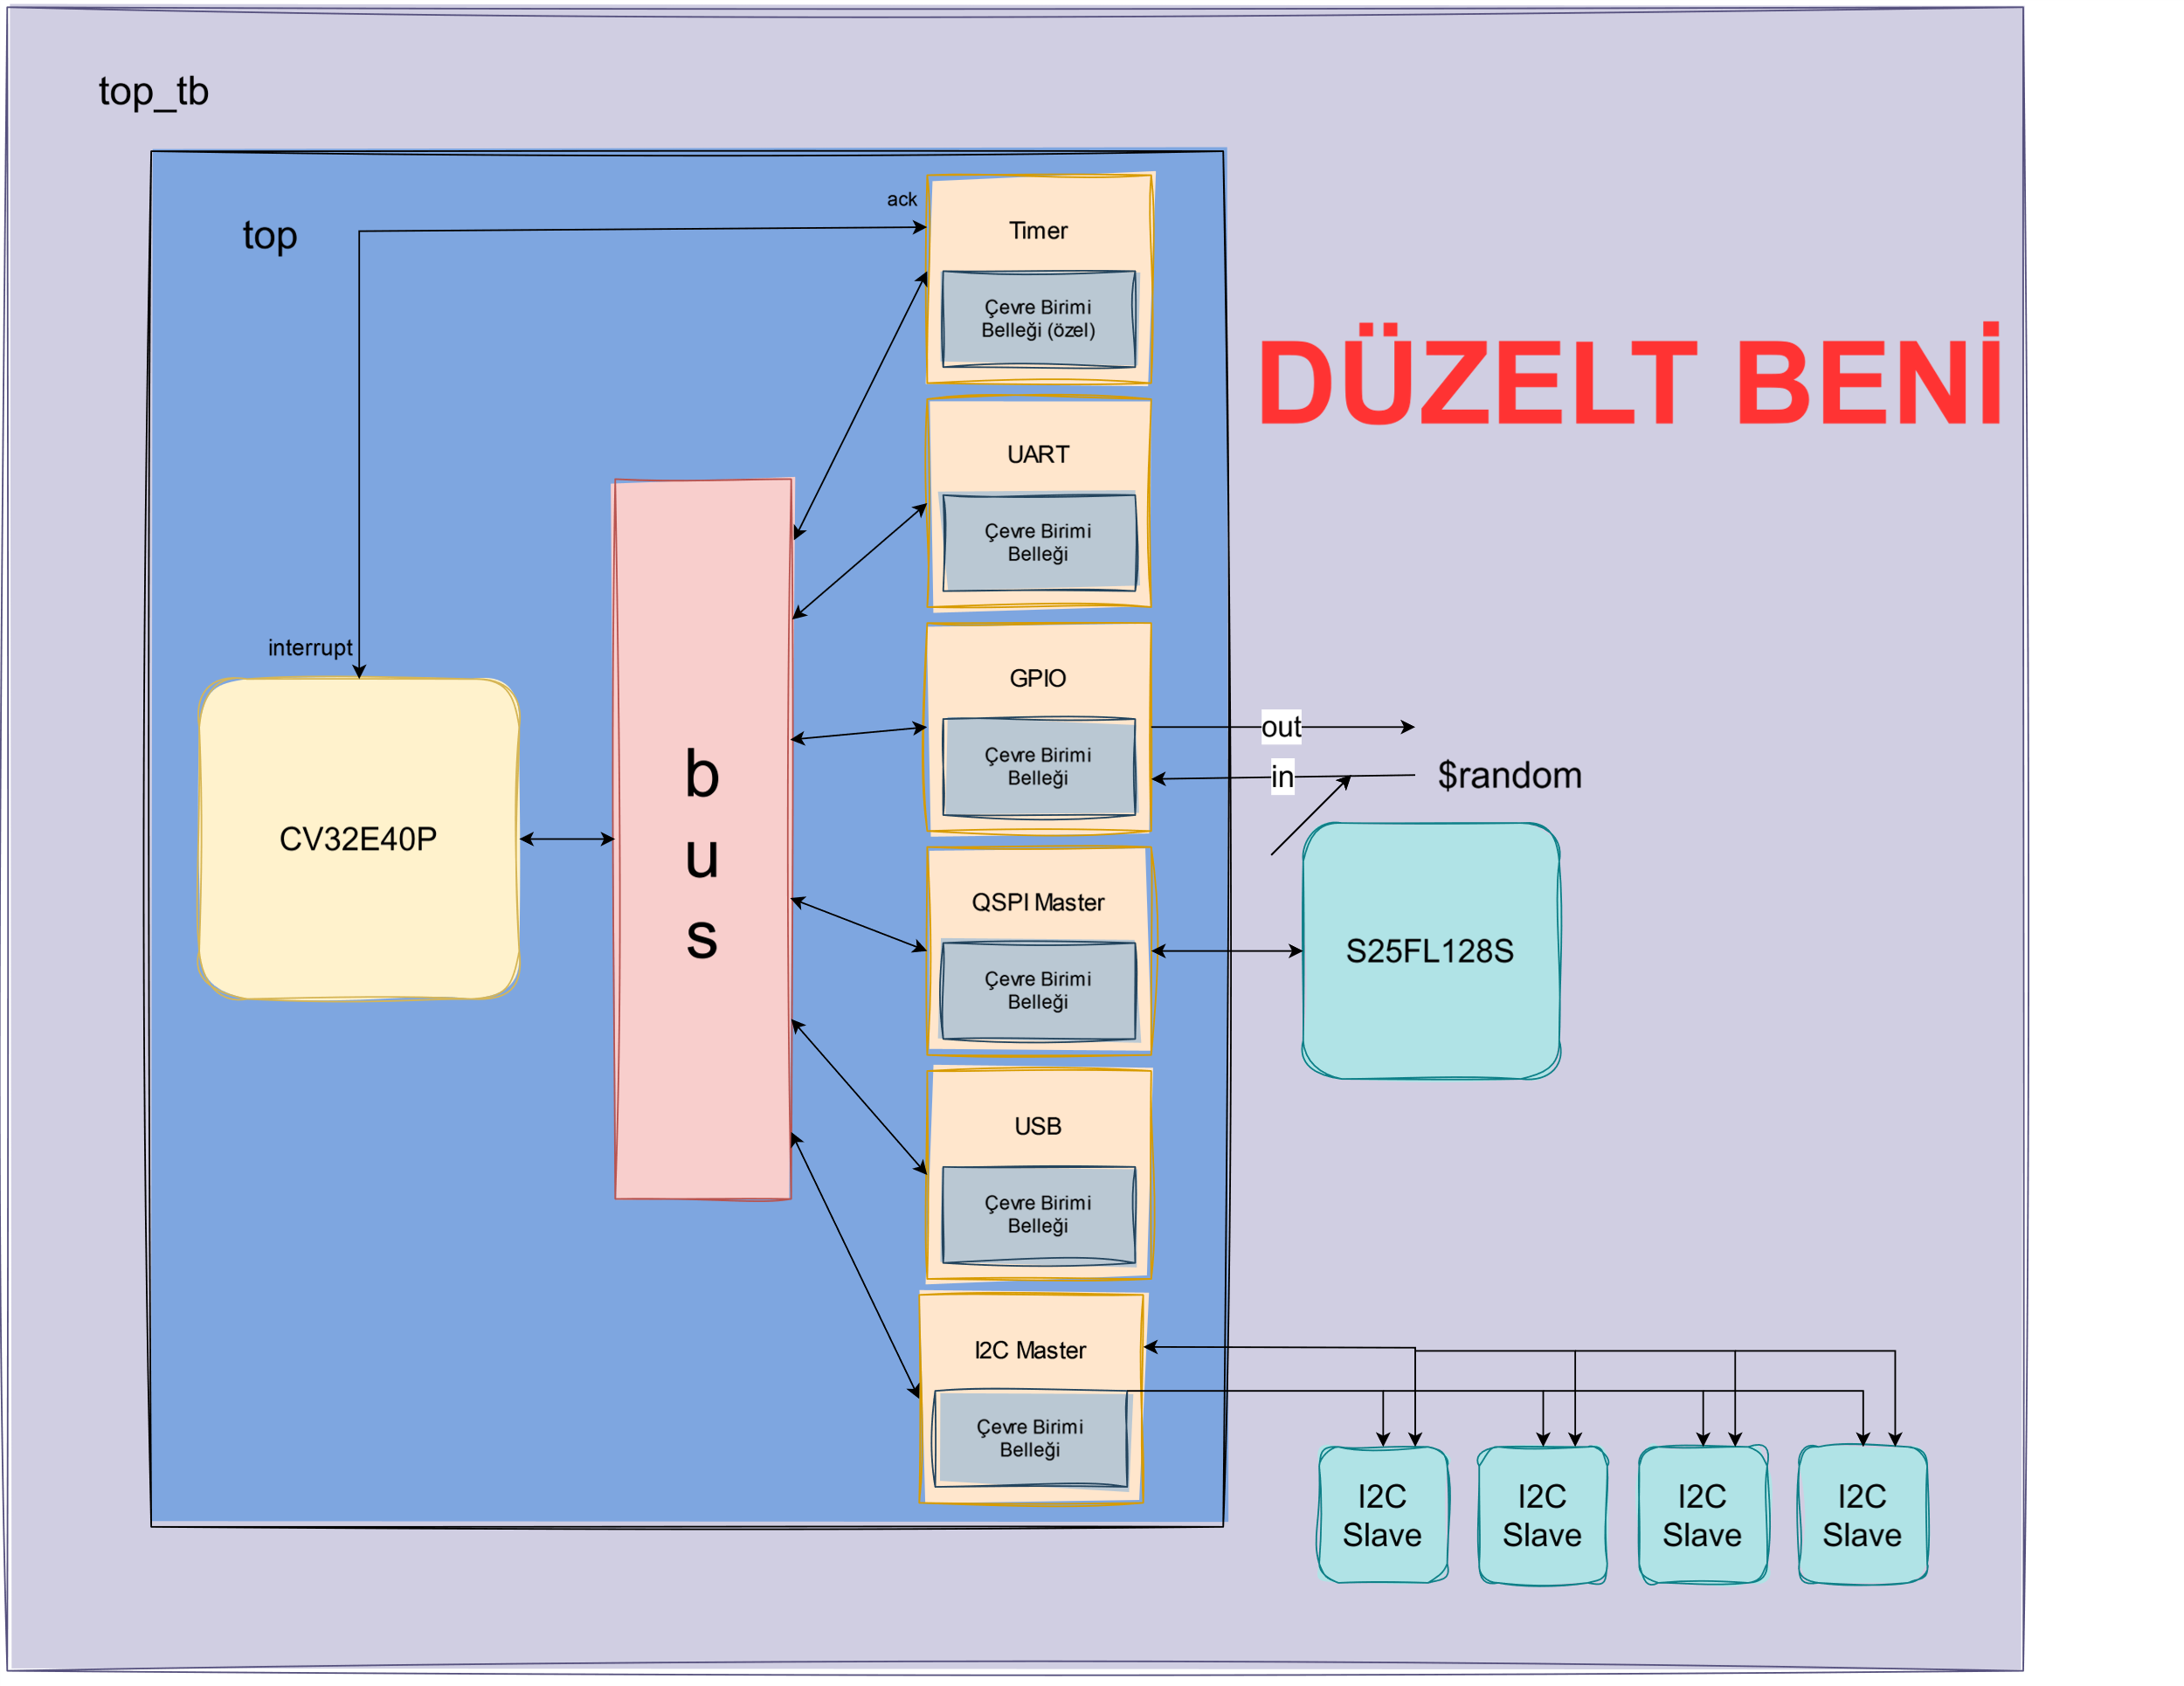 top_tb
top
ack
Timer
Çevre Birimi
Belleği (özel)
DÜZELT BENİ
UART
Çevre Birimi
Belleği
interrupt
CV32E40P
b
u
s
GPIO
Çevre Birimi
Belleği
out
in
$random
QSPI Master
Çevre Birimi
Belleği
S25FL128S
USB
Çevre Birimi
Belleği
I2C Master
Çevre Birimi
Belleği
I2C
Slave
I2C
Slave
I2C
Slave
I2C
Slave